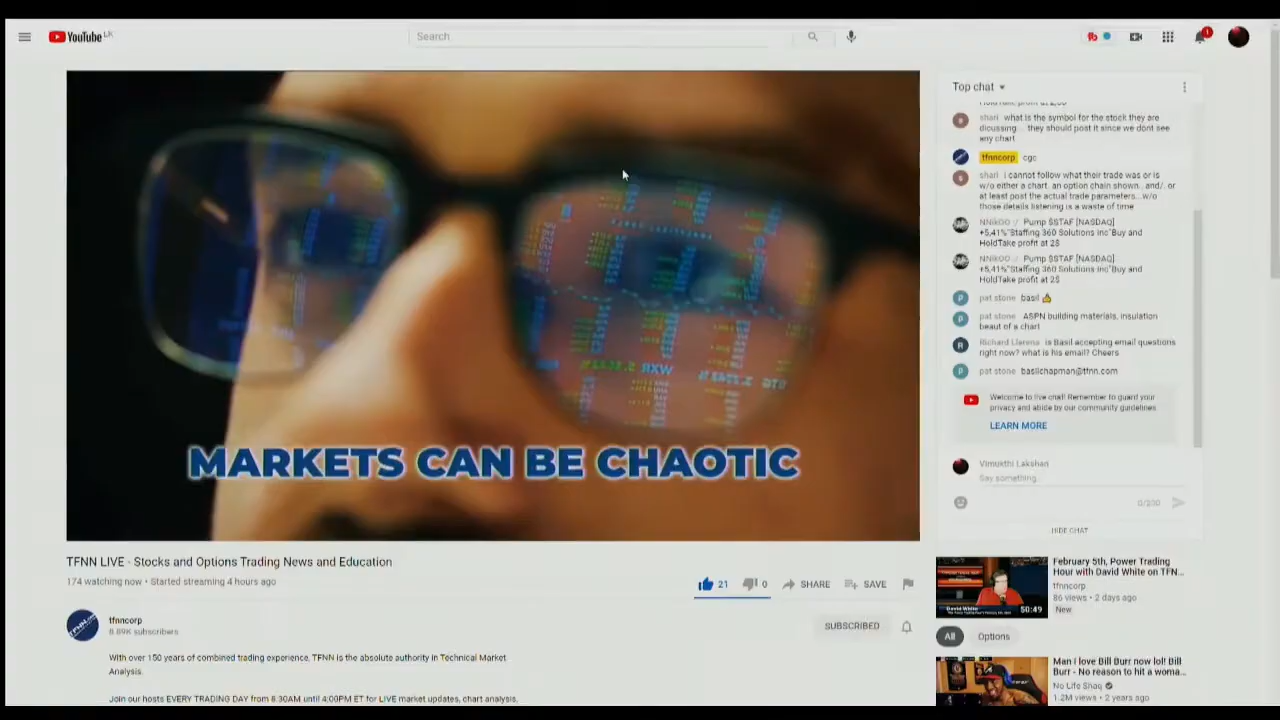 YouTube LK
Search
1
Top chat
shari what is the symbol for the stock they are
dicussing... they should post it since we dont see
any chart
tfnncorp cgc
shari i cannot follow what their trade was or is
w/o either a chart, an option chain shown.. and/. or
at least post the actual trade parameters...w/o
those details listening is a waste of time
NNikOO Pump $STAF [NASDAQ]
+5,41%"Staffing 360 Solutions Inc"Buy and
HoldTake profit at 2$
NNikOO Pump $STAF [NASDAQ]
+5,41%"Staffing 360 Solutions Inc"Buy and
HoldTake profit at 2$
pat stone basil 👍
pat stone ASPN building materials, insulation
beaut of a chart
Richard Llerena is Basil accepting email questions
right now? what is his email? Cheers
pat stone basilchapman@tfnn.com
Welcome to live chat! Remember to guard your
privacy and abide by our community guidelines.
LEARN MORE
Vimukthi Lakshan
Say something...
0/200
HIDE CHAT
MARKETS CAN BE CHAOTIC
TFNN LIVE - Stocks and Options Trading News and Education
174 watching now • Started streaming 4 hours ago
21 0 SHARE SAVE
tfnncorp
8.89K subscribers
SUBSCRIBED
With over 150 years of combined trading experience, TFNN is the absolute authority in Technical Market
Analysis.
Join our hosts EVERY TRADING DAY from 8:30AM until 4:00PM ET for LIVE market updates, chart analysis,
David White
50:49
February 5th, Power Trading
Hour with David White on TFN...
tfnncorp
86 views • 2 days ago
New
All Options
Man I love Bill Burr now lol! Bill
Burr - No reason to hit a woma...
No Life Shaq
1.2M views • 2 years ago